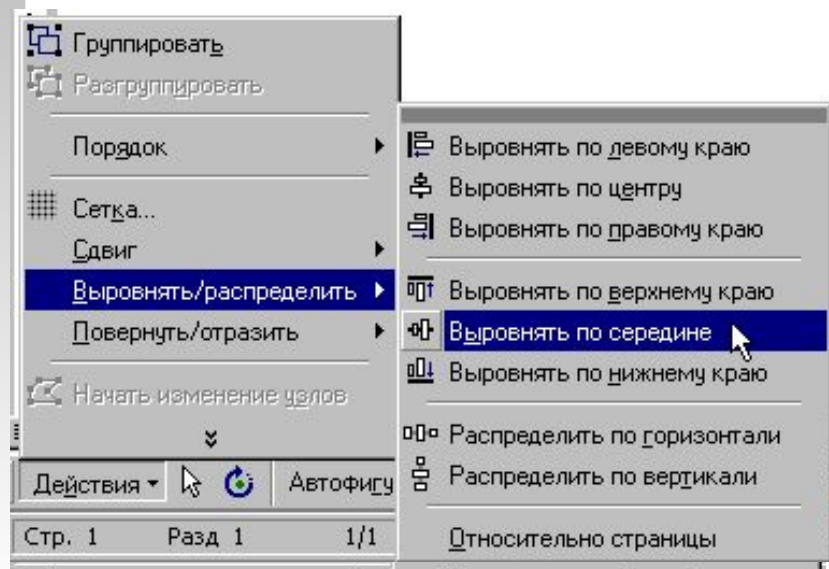 Группировать
Разгруппировать
Порядок
Сетка...
Сдвиг
Выровнять/распределить
Повернуть/отразить
Начать изменение узлов
Действия
Автофигу
Стр. 1 Разд 1 1/1
Выровнять по левому краю
Выровнять по центру
Выровнять по правому краю
Выровнять по верхнему краю
Выровнять по середине
Выровнять по нижнему краю
Распределить по горизонтали
Распределить по вертикали
Относительно страницы